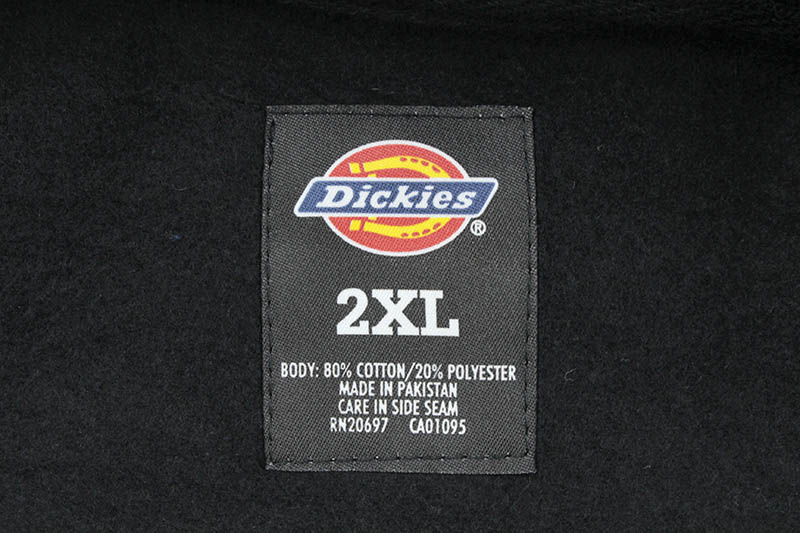 Dickies
®
2XL
BODY: 80% COTTON/20% POLYESTER
MADE IN PAKISTAN
CARE IN SIDE SEAM
RN20697 CA01095